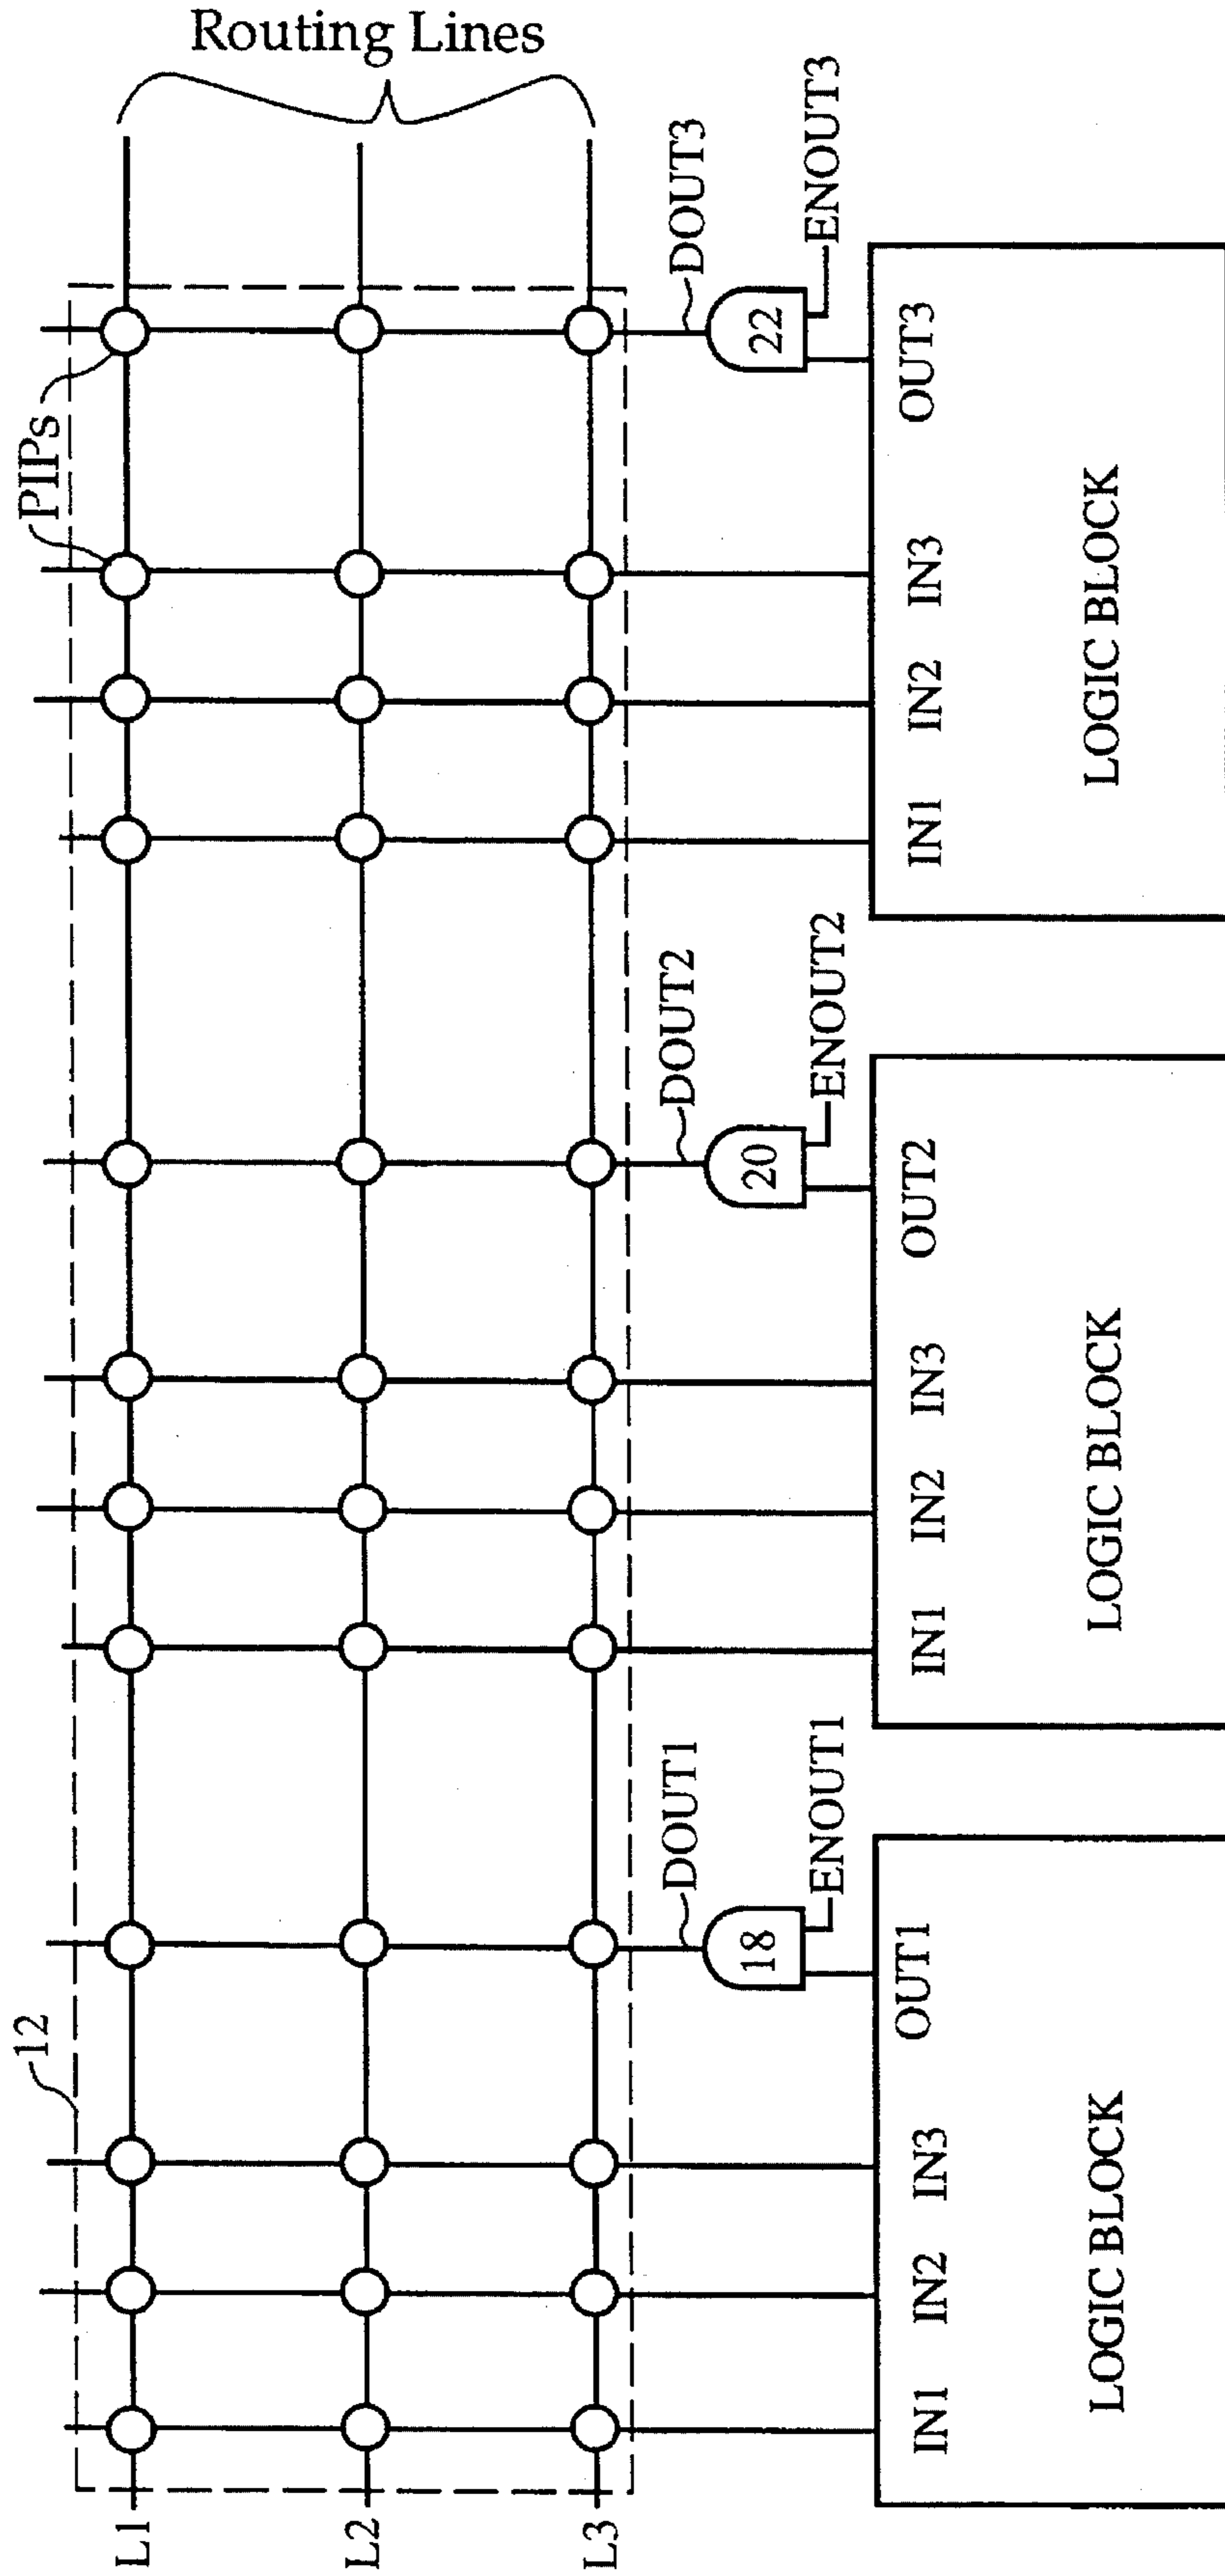 Routing Lines
PIPs
12
L1
L2
L3
DOUT1
DOUT2
DOUT3
18
20
22
ENOUT1
ENOUT2
ENOUT3
IN1 IN2 IN3 OUT1
IN1 IN2 IN3 OUT2
IN1 IN2 IN3 OUT3
LOGIC BLOCK
LOGIC BLOCK
LOGIC BLOCK